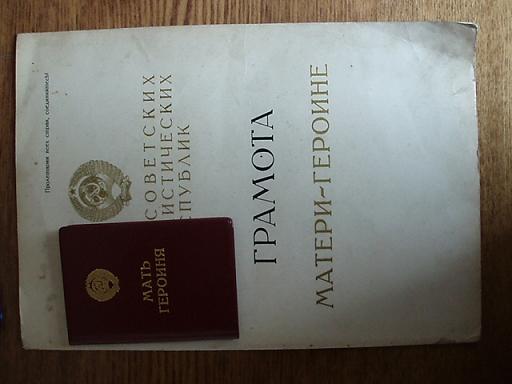 Пролетарии всех стран, соединяйтесь!
СОВЕТСКИХ
ИСТИЧЕСКИХ
СПУБЛИК
ГРАМОТА
МАТЕРИ-ГЕРОИНЕ
МАТЬ
ГЕРОИНЯ